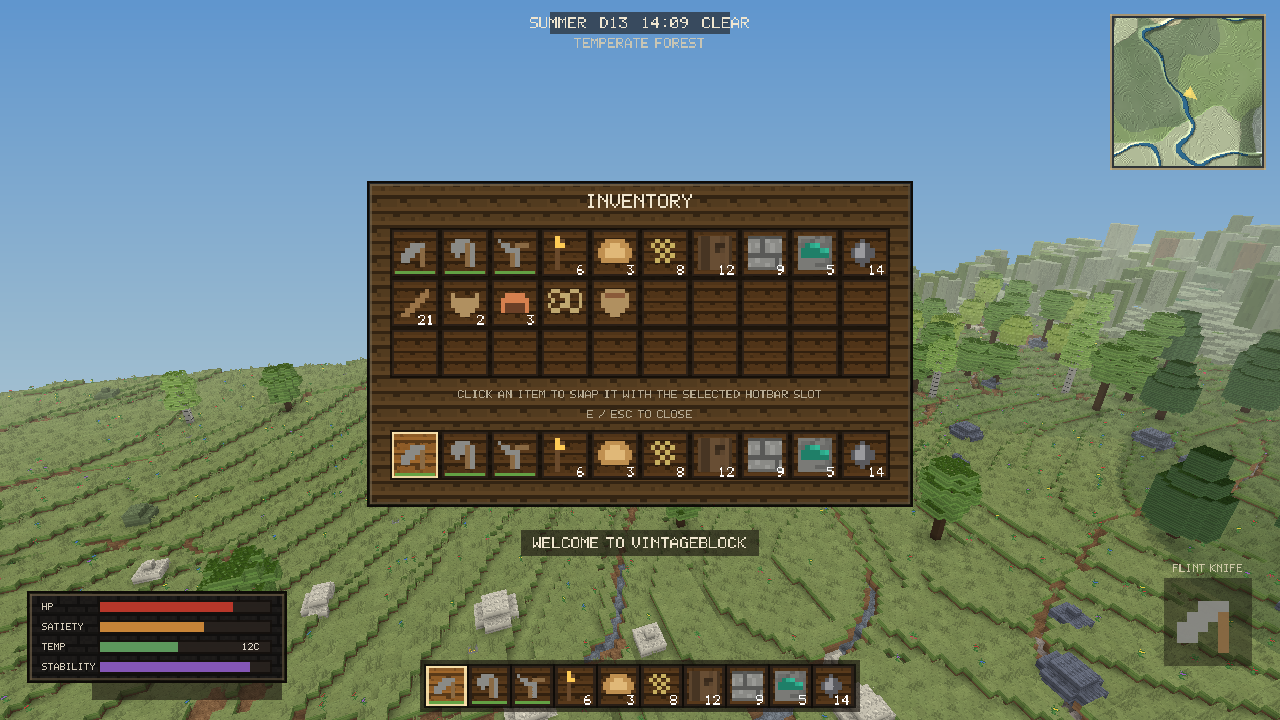 SUMMER D13 14:09 CLEAR
TEMPERATE FOREST
INVENTORY
6 3 8 12 9 5 14
21 2 3
CLICK AN ITEM TO SWAP IT WITH THE SELECTED HOTBAR SLOT
E / ESC TO CLOSE
6 3 8 12 9 5 14
WELCOME TO VINTAGEBLOCK
FLINT KNIFE
HP
SATIETY
TEMP 12C
STABILITY
6 3 8 12 9 5 14